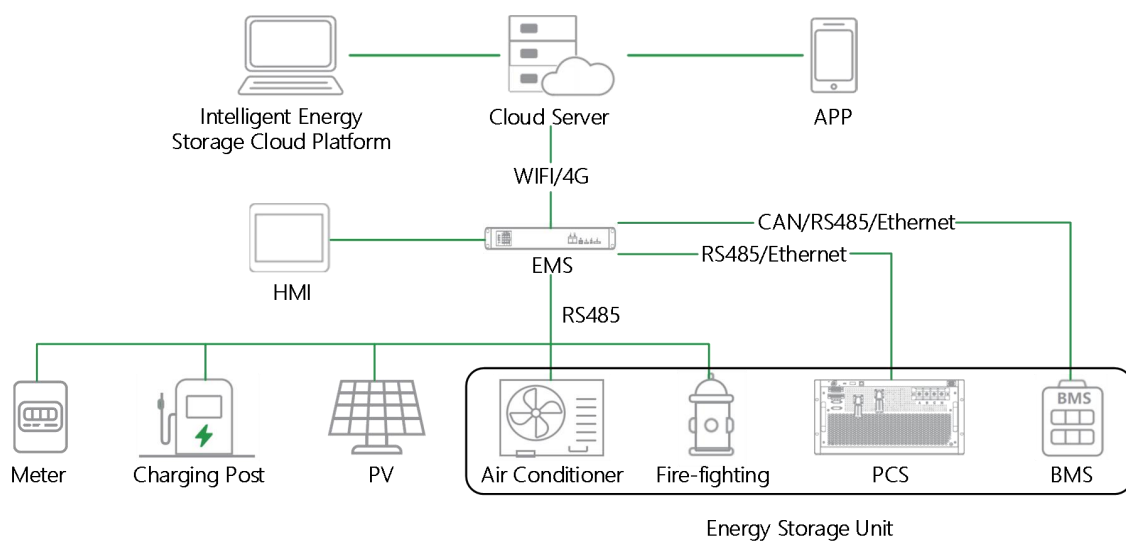 Intelligent Energy
Storage Cloud Platform
Cloud Server
APP
WIFI/4G
CAN/RS485/Ethernet
RS485/Ethernet
HMI
EMS
RS485
BMS
Meter
Charging Post
PV
Air Conditioner
Fire-fighting
PCS
BMS
Energy Storage Unit